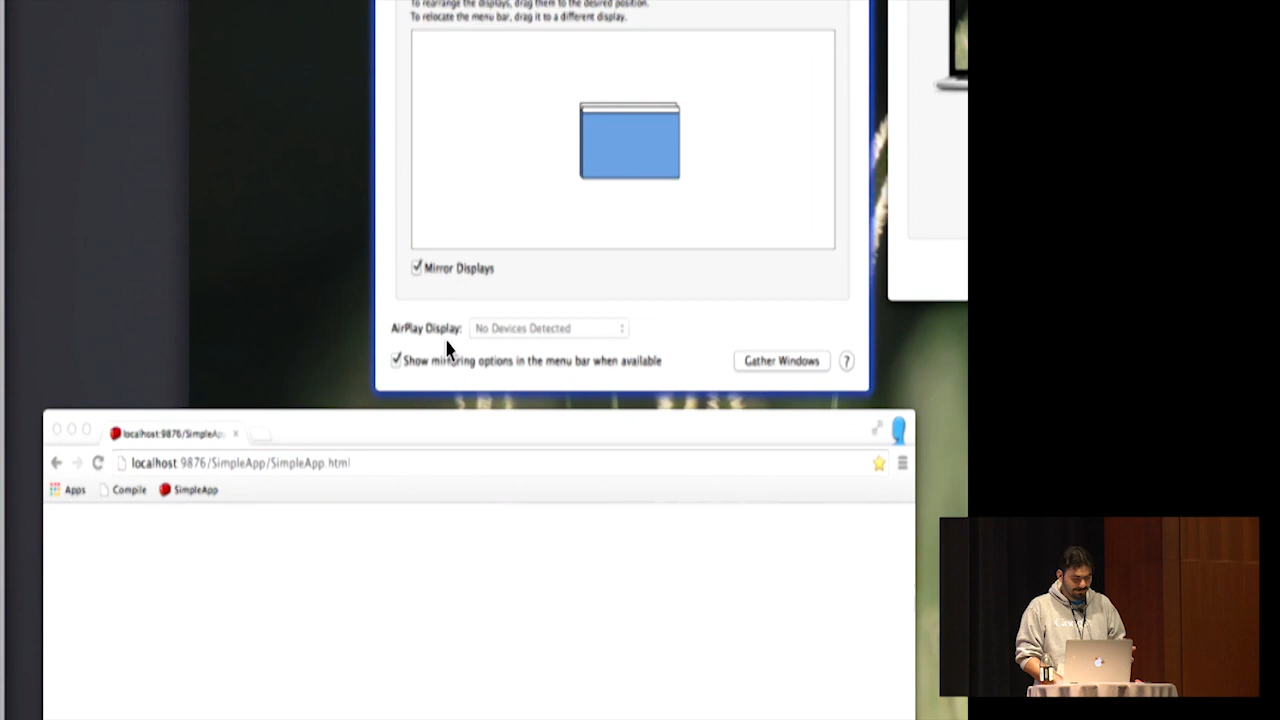 To rearrange the displays, drag them to the desired position.
To relocate the menu bar, drag it to a different display.
Mirror Displays
AirPlay Display: No Devices Detected
Show mirroring options in the menu bar when available
Gather Windows ?
localhost:9876/SimpleAp
localhost:9876/SimpleApp/SimpleApp.html
Apps Compile SimpleApp